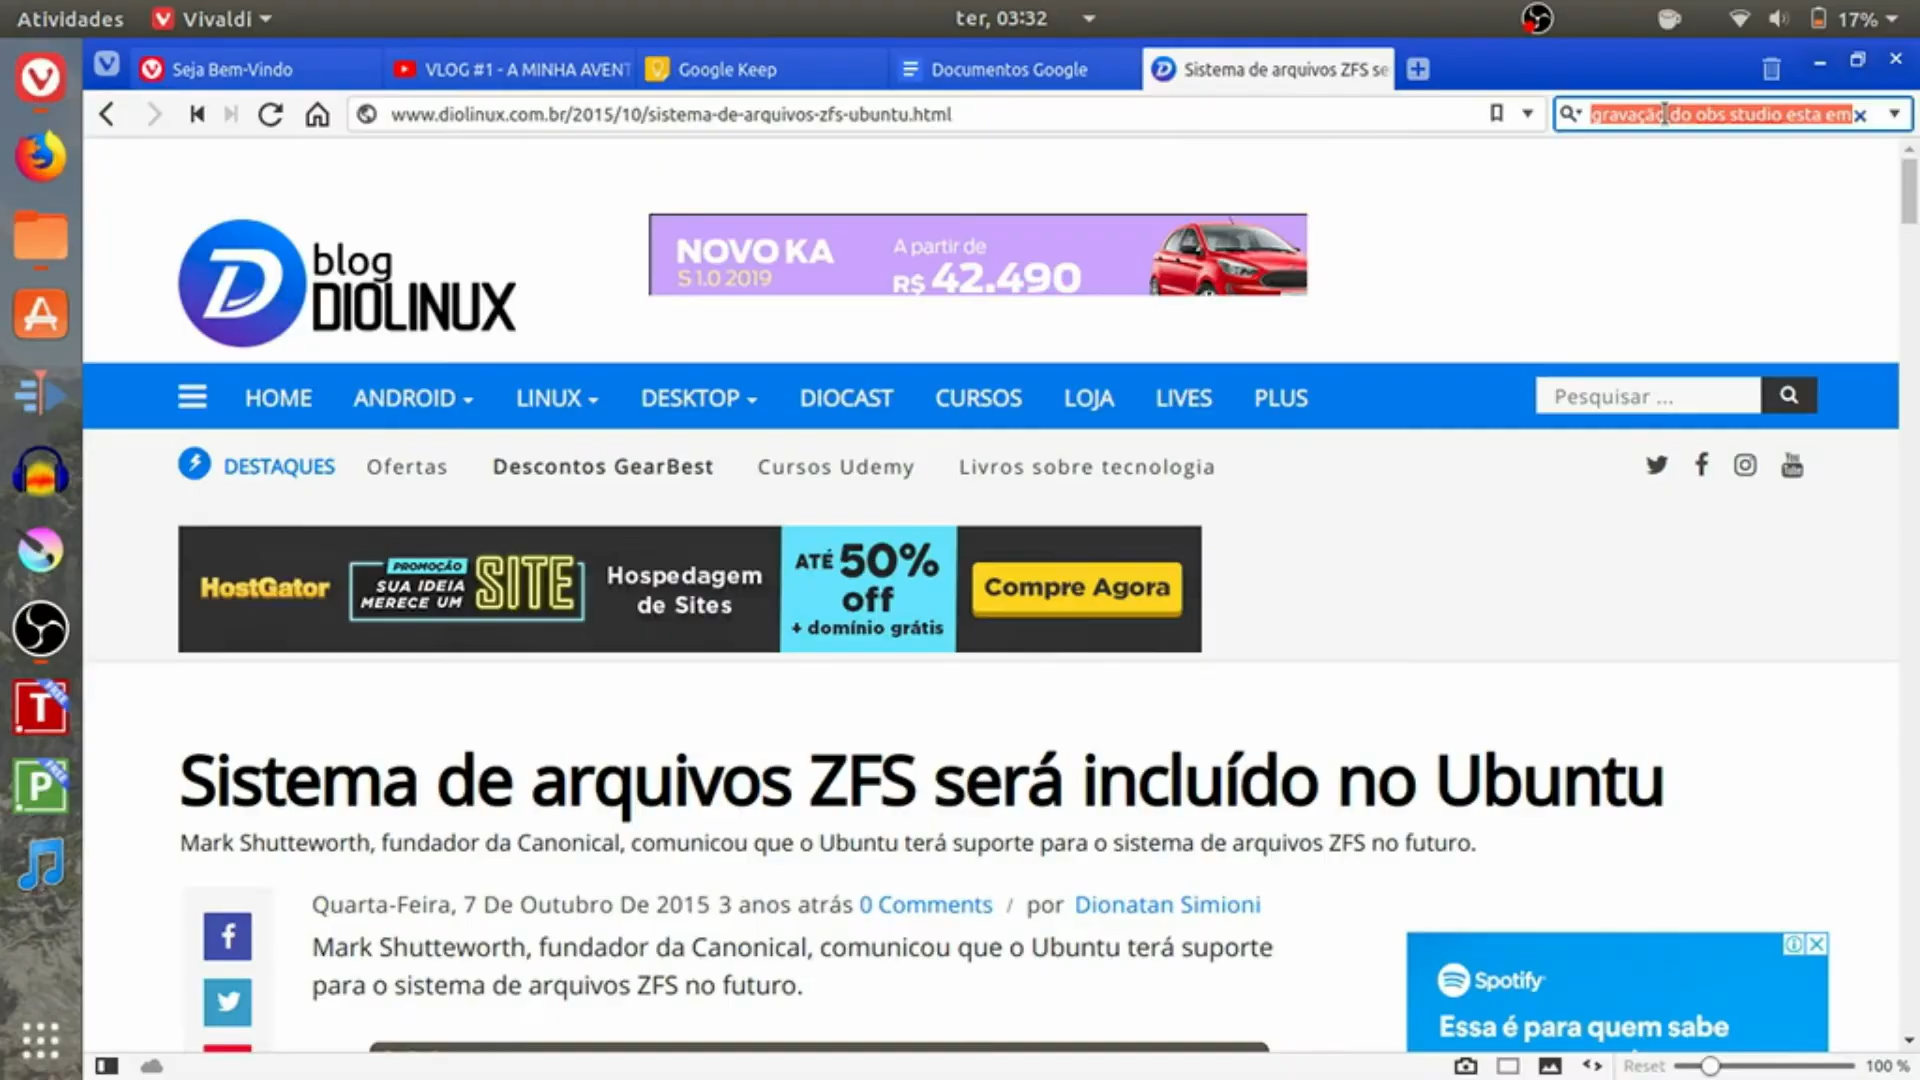 Atividades
Vivaldi
ter, 03:32
17%
Seja Bem-Vindo
VLOG #1 - A MINHA AVENT
Google Keep
Documentos Google
Sistema de arquivos ZFS se
www.diolinux.com.br/2015/10/sistema-de-arquivos-zfs-ubuntu.html
gravação do obs studio esta em
blog
DIOLINUX
NOVO KA
S 1.0 2019
A partir de
R$ 42.490
HOME
ANDROID
LINUX
DESKTOP
DIOCAST
CURSOS
LOJA
LIVES
PLUS
Pesquisar ...
DESTAQUES
Ofertas
Descontos GearBest
Cursos Udemy
Livros sobre tecnologia
HostGator
PROMOÇÃO
SUA IDEIA
MERECE UM
SITE
Hospedagem
de Sites
ATÉ 50%
off
+ domínio grátis
Compre Agora
Sistema de arquivos ZFS será incluído no Ubuntu
Mark Shutteworth, fundador da Canonical, comunicou que o Ubuntu terá suporte para o sistema de arquivos ZFS no futuro.
Quarta-Feira, 7 De Outubro De 2015 3 anos atrás 0 Comments / por Dionatan Simioni
Mark Shutteworth, fundador da Canonical, comunicou que o Ubuntu terá suporte
para o sistema de arquivos ZFS no futuro.
Spotify
Essa é para quem sabe
Reset
100 %